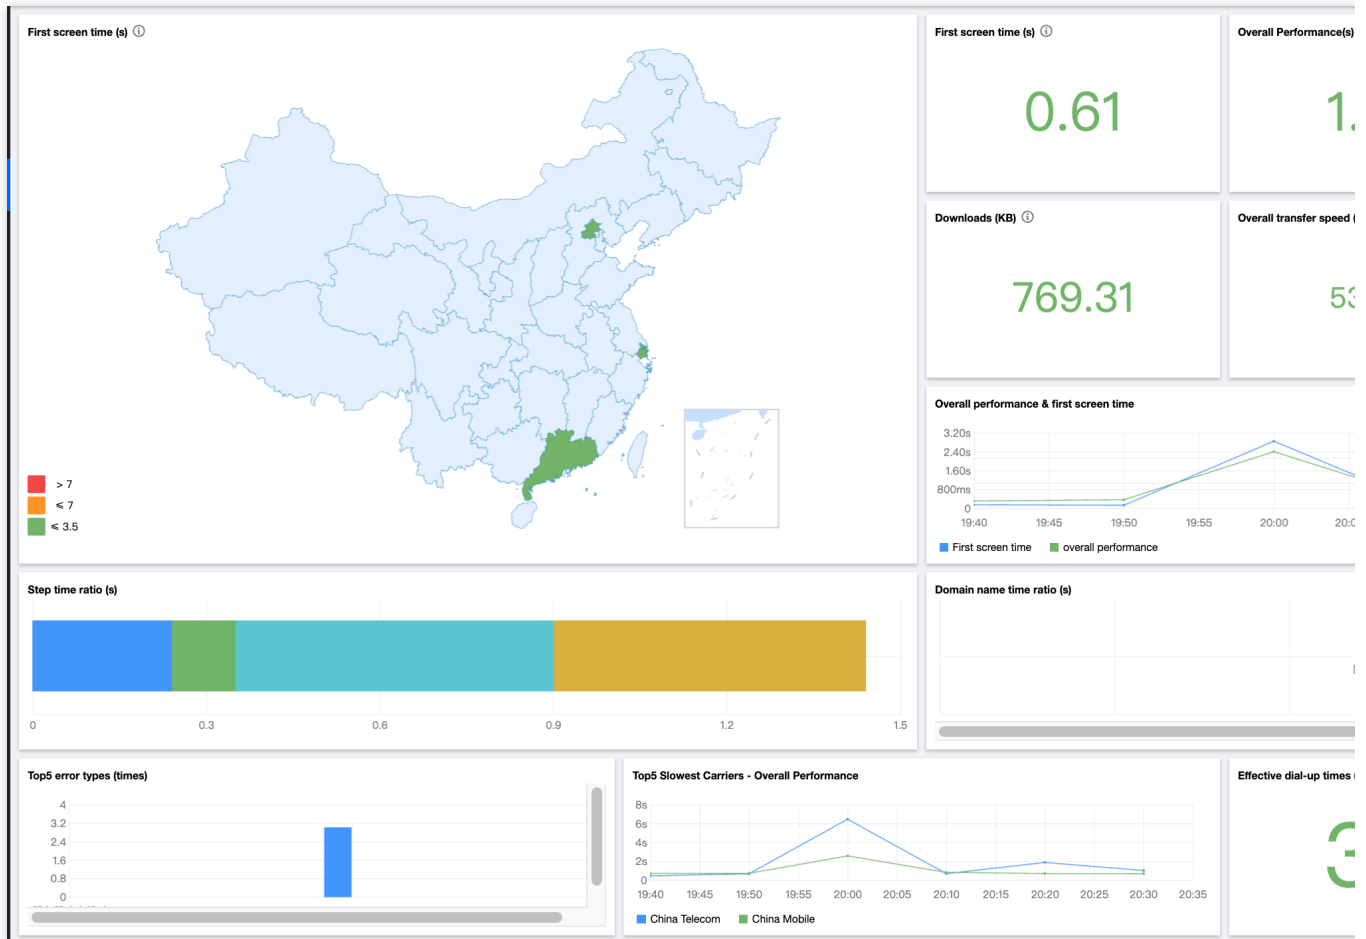 First screen time (s)
> 7
≤ 7
≤ 3.5
First screen time (s)
0.61
Overall Performance(s)
1.
Downloads (KB)
769.31
Overall transfer speed (
53
Overall performance & first screen time
3.20s
2.40s
1.60s
800ms
0
19:40 19:45 19:50 19:55 20:00 20:0
First screen time overall performance
Step time ratio (s)
0 0.3 0.6 0.9 1.2 1.5
Domain name time ratio (s)
Top5 error types (times)
4
3.2
2.4
1.6
0.8
0
Top5 Slowest Carriers - Overall Performance
8s
6s
4s
2s
0
19:40 19:45 19:50 19:55 20:00 20:05 20:10 20:15 20:20 20:25 20:30 20:35
China Telecom China Mobile
Effective dial-up times (
3